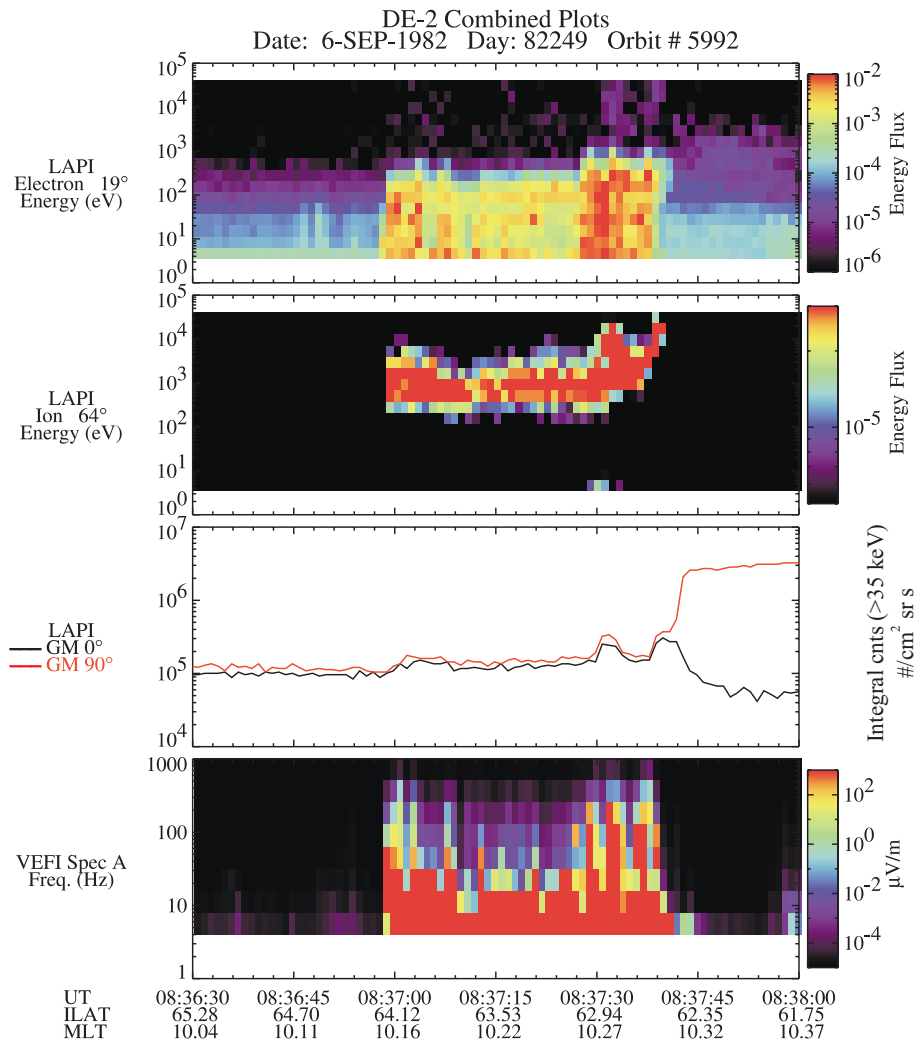 DE-2 Combined Plots
Date: 6-SEP-1982 Day: 82249 Orbit # 5992
10^5
10^4
10^3
10^2
10^1
10^0
LAPI
Electron 19°
Energy (eV)
10^-2
10^-3
10^-4
10^-5
10^-6
Energy Flux
10^5
10^4
10^3
10^2
10^1
10^0
LAPI
Ion 64°
Energy (eV)
10^-5
Energy Flux
10^7
10^6
10^5
10^4
LAPI
GM 0°
GM 90°
Integral cnts (>35 keV)
#/cm^2 sr s
1000
100
10
1
VEFI Spec A
Freq. (Hz)
10^2
10^0
10^-2
10^-4
μV/m
UT 08:36:30 08:36:45 08:37:00 08:37:15 08:37:30 08:37:45 08:38:00
ILAT 65.28 64.70 64.12 63.53 62.94 62.35 61.75
MLT 10.04 10.11 10.16 10.22 10.27 10.32 10.37